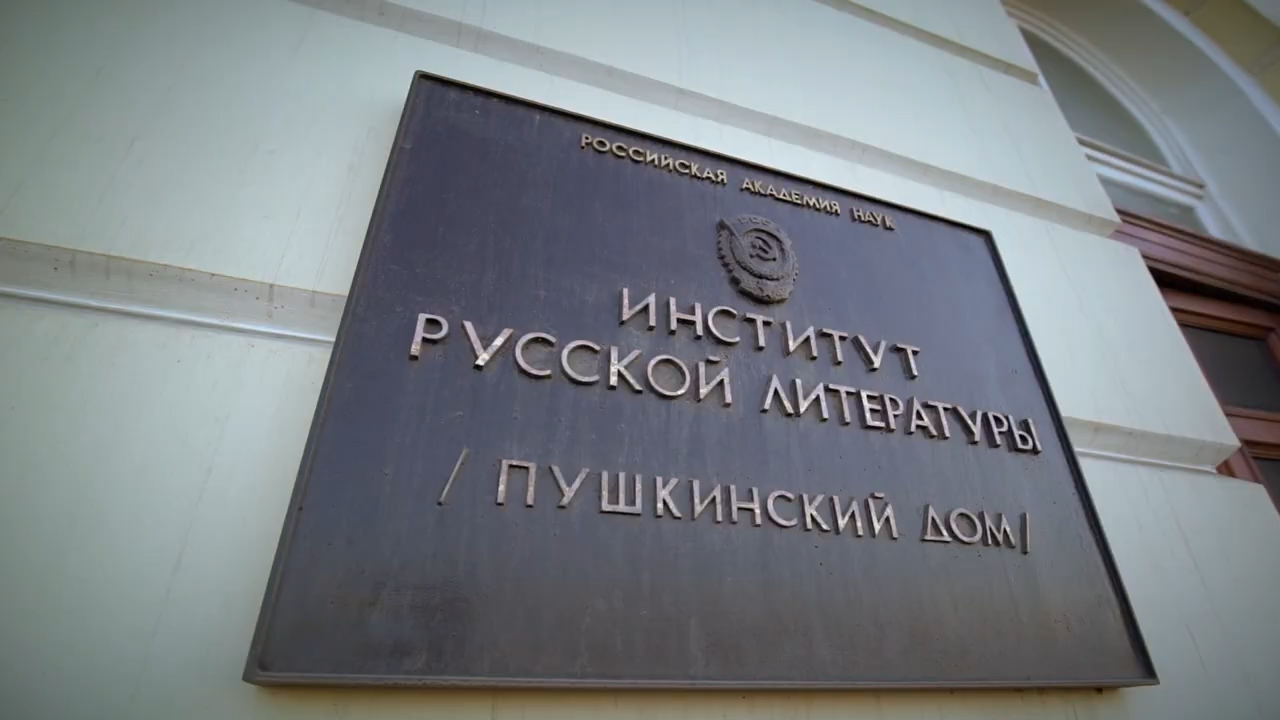 РОССИЙСКАЯ АКАДЕМИЯ НАУК
ИНСТИТУТ
РУССКОЙ ЛИТЕРАТУРЫ
/ ПУШКИНСКИЙ ДОМ/